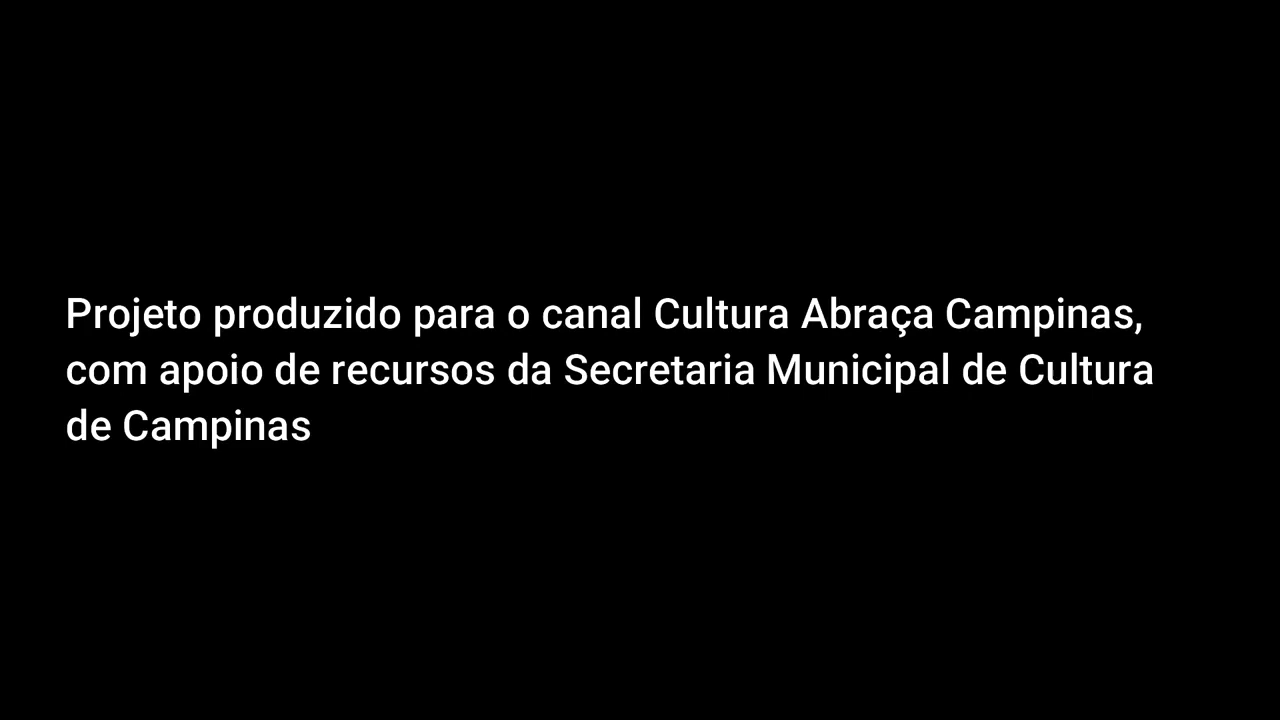 Projeto produzido para o canal Cultura Abraça Campinas,
com apoio de recursos da Secretaria Municipal de Cultura
de Campinas